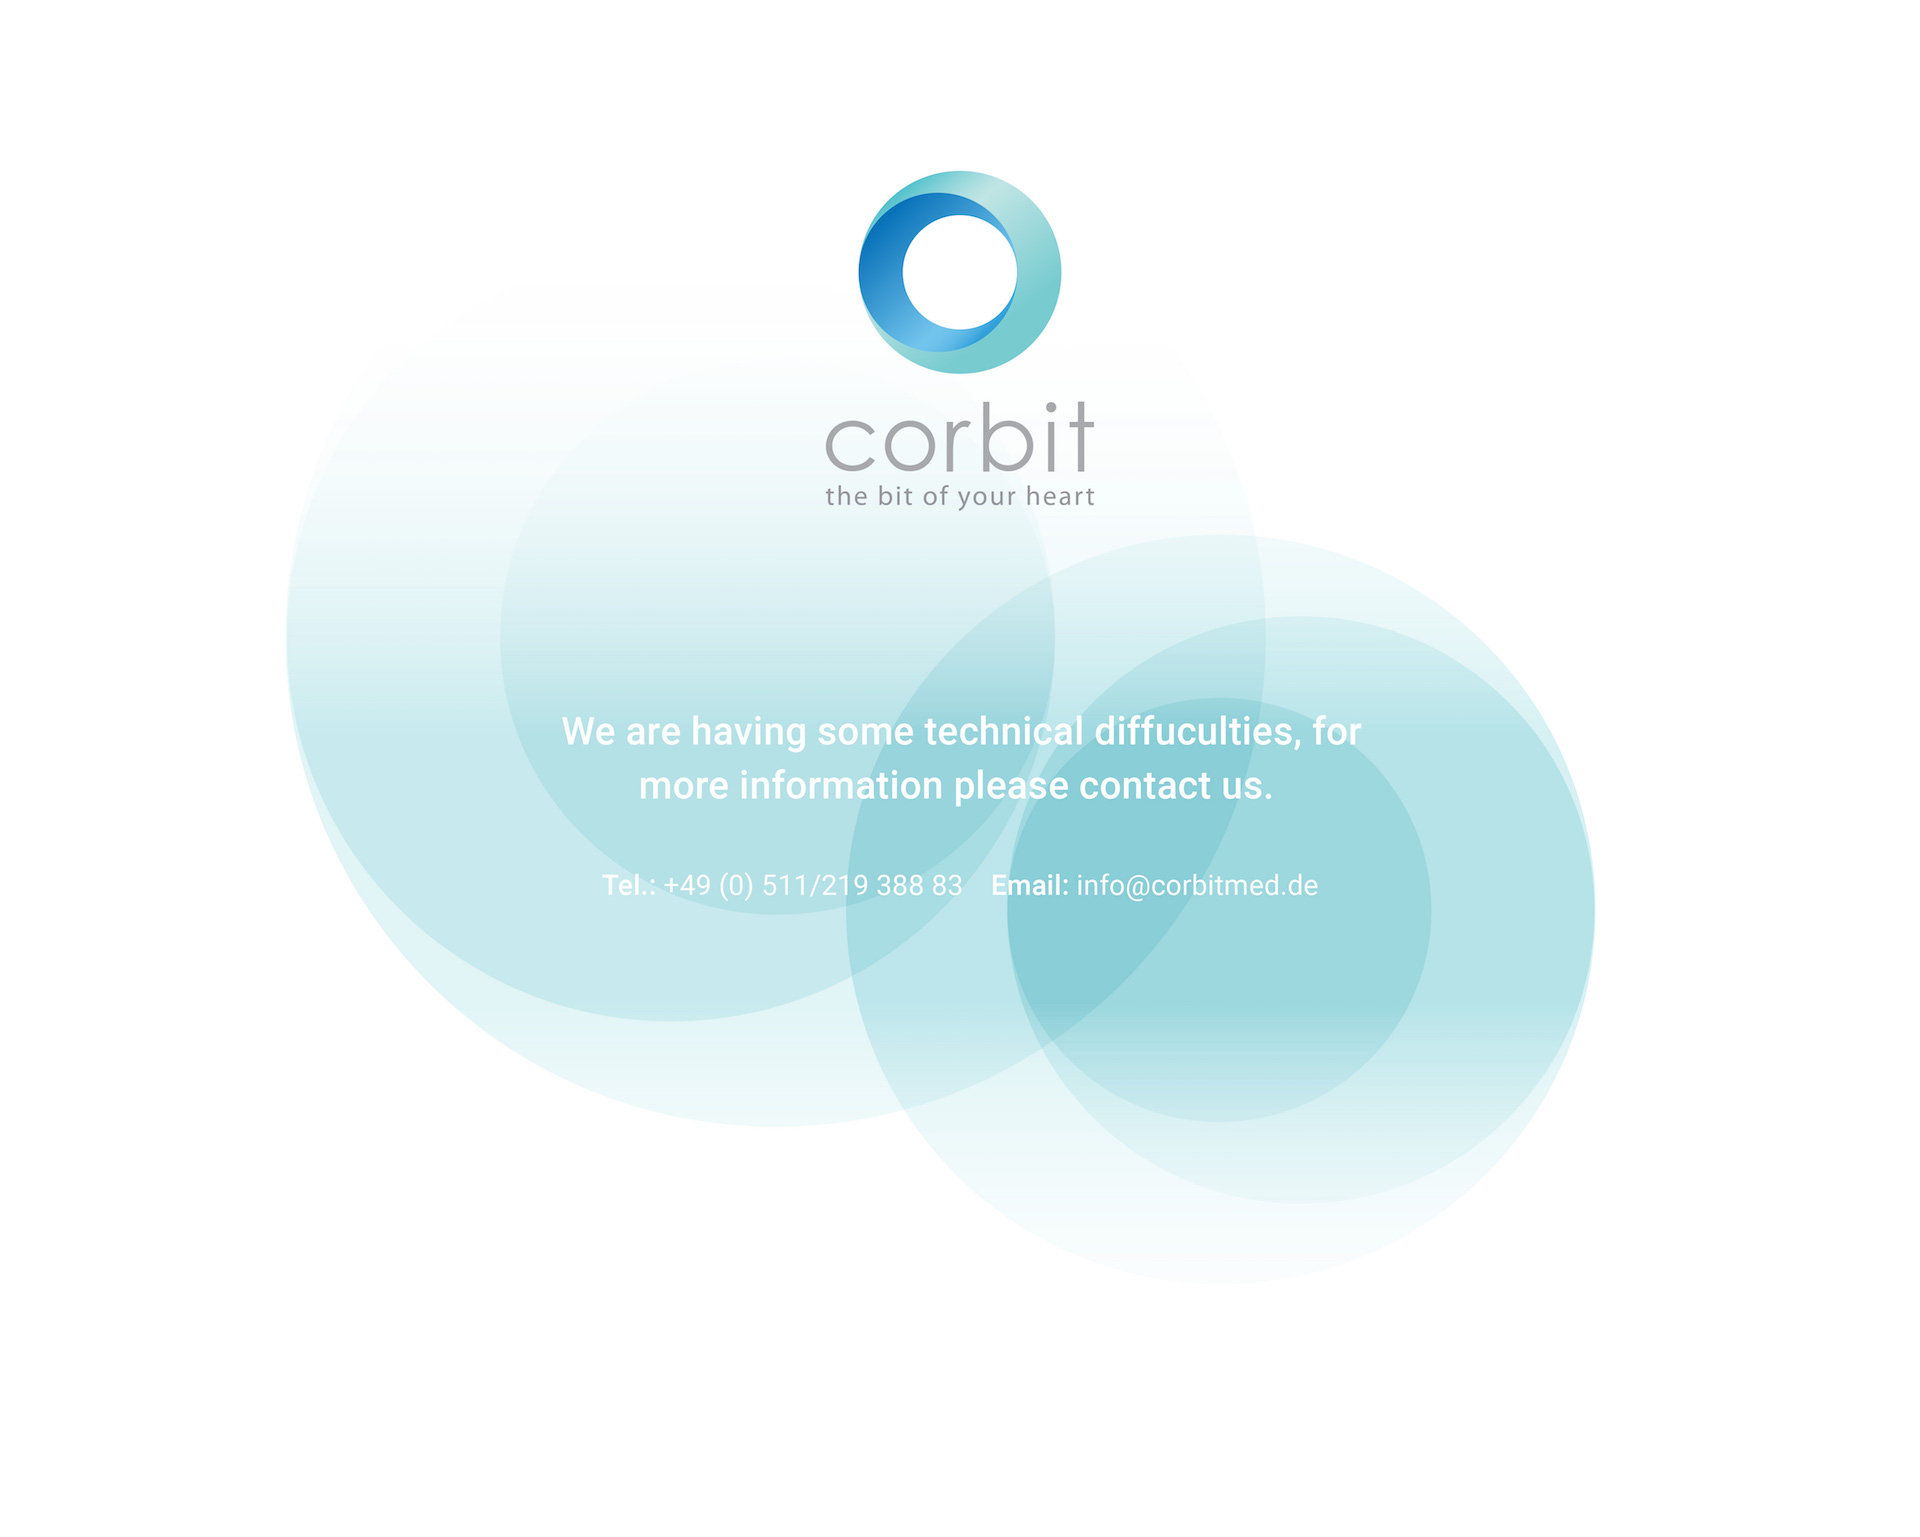 corbit
the bit of your heart
We are having some technical diffuculties, for
more information please contact us.
Tel.: +49 (0) 511/219 388 83 Email: info@corbitmed.de